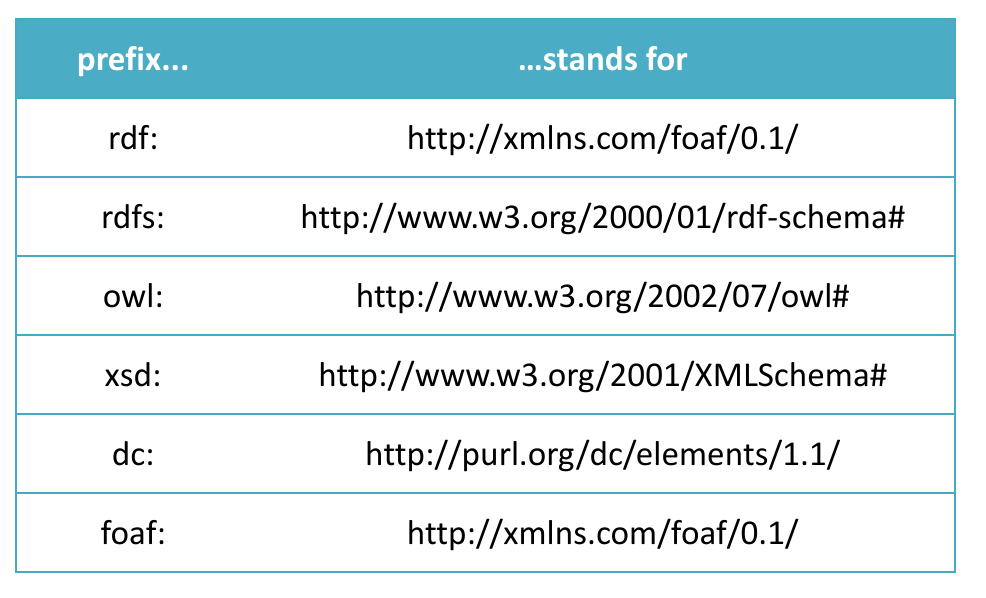 prefix... …stands for
rdf: http://xmlns.com/foaf/0.1/
rdfs: http://www.w3.org/2000/01/rdf-schema#
owl: http://www.w3.org/2002/07/owl#
xsd: http://www.w3.org/2001/XMLSchema#
dc: http://purl.org/dc/elements/1.1/
foaf: http://xmlns.com/foaf/0.1/